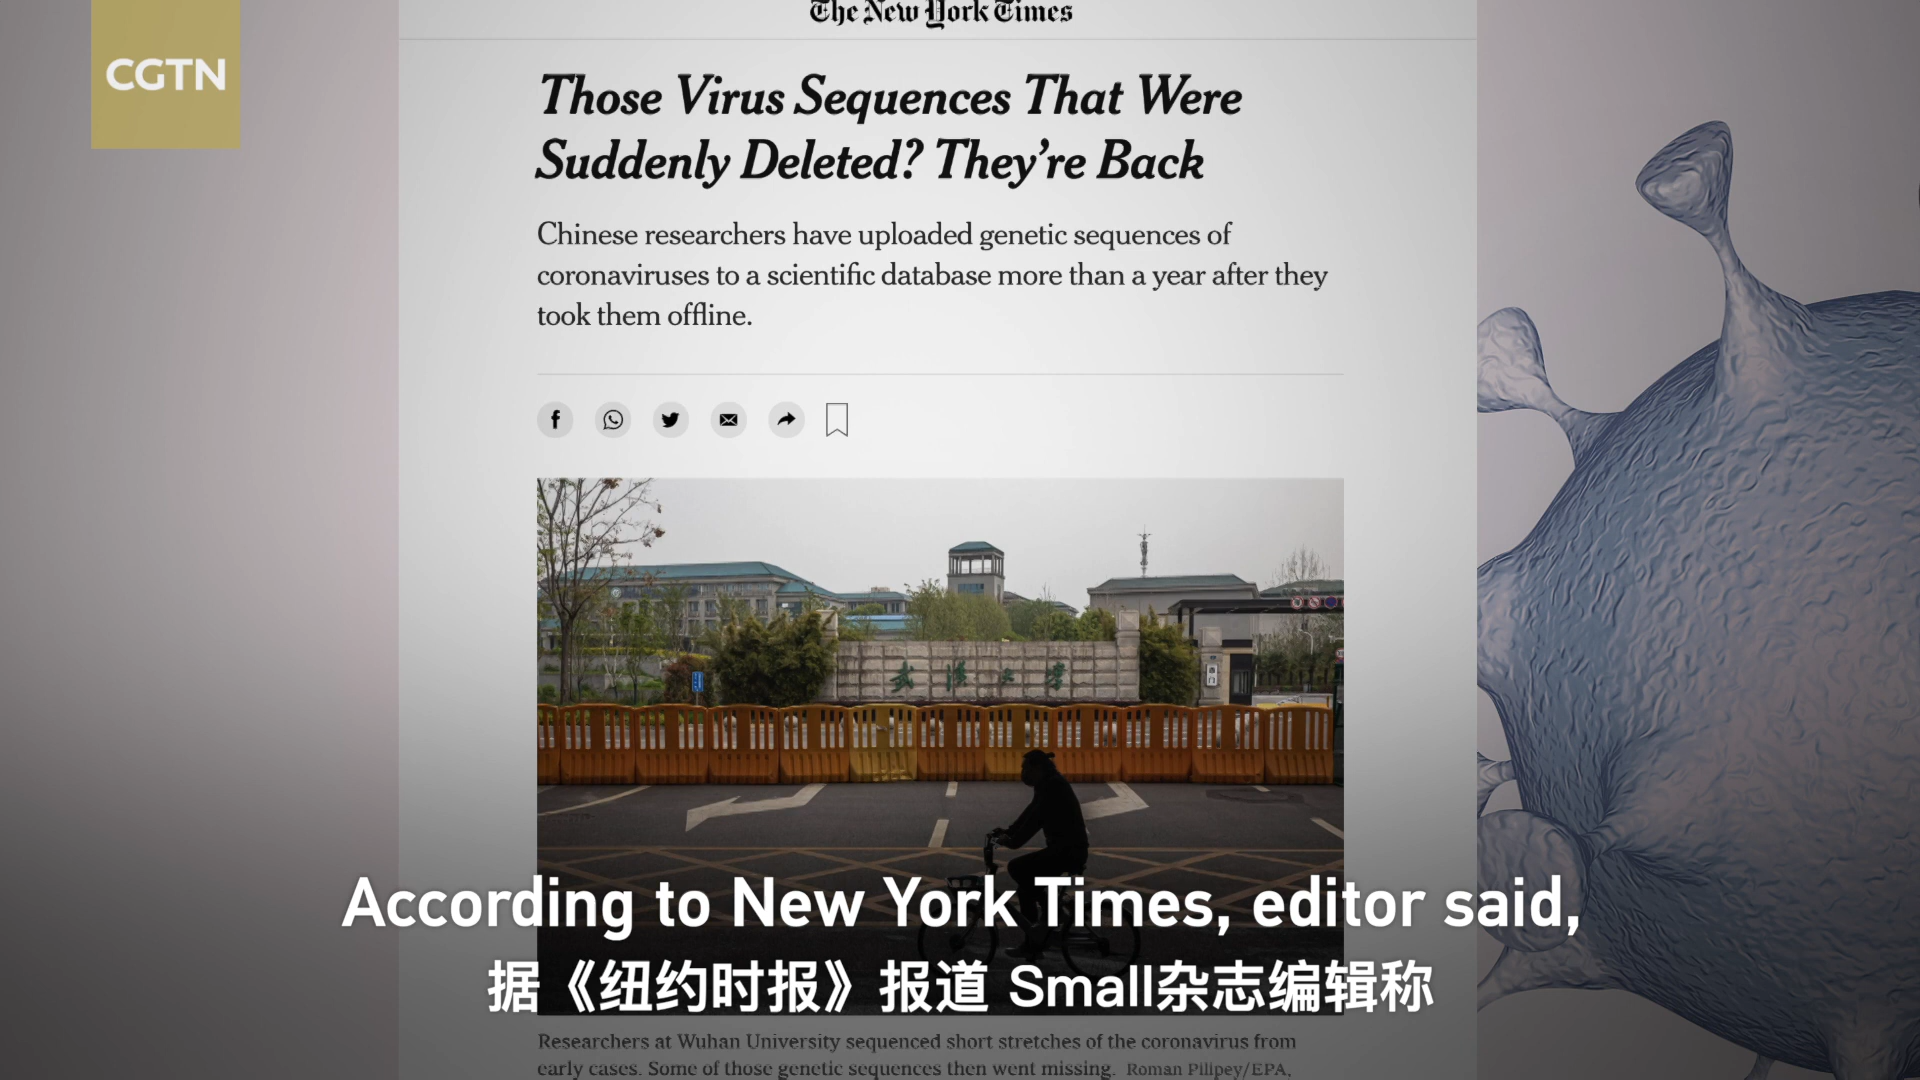 The New York Times
CGTN
Those Virus Sequences That Were
Suddenly Deleted? They're Back
Chinese researchers have uploaded genetic sequences of
coronaviruses to a scientific database more than a year after they
took them offline.
武漢大学
According to New York Times, editor said,
据《纽约时报》报道 Small杂志编辑称
Researchers at Wuhan University sequenced short stretches of the coronavirus from
early cases. Some of those genetic sequences then went missing. Roman Pilipey/EPA,